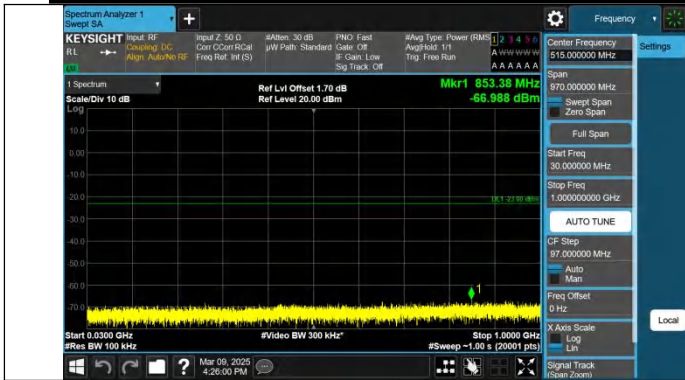 Spectrum Analyzer 1
Swept SA
Frequency
KEYSIGHT Input: RF Input Z: 50 Ω #Atten: 30 dB PNO: Fast #Avg Type: Power (RMS 1 2 3 4 5 6
RL Coupling: DC Corr CCorr RCal µW Path: Standard Gate: Off Avg|Hold: 1/1 A W W W W W
Align: Auto/No RF Freq Ref: Int (S) IF Gain: Low Trig: Free Run
Sig Track: Off A A A A A A
1 Spectrum
Ref Lvl Offset 1.70 dB Mkr1 853.38 MHz
Scale/Div 10 dB Ref Level 20.00 dBm -66.988 dBm
Log
10.0
0.00
-10.0
-20.0
DL1 -23.00 dBm
-30.0
-40.0
-50.0
-60.0
1
-70.0
Start 0.0300 GHz #Video BW 300 kHz* Stop 1.0000 GHz
#Res BW 100 kHz #Sweep ~1.00 s (20001 pts)
Mar 09, 2025
4:26:00 PM
Center Frequency
515.000000 MHz
Settings
Span
970.000000 MHz
Swept Span
Zero Span
Full Span
Start Freq
30.000000 MHz
Stop Freq
1.000000000 GHz
AUTO TUNE
CF Step
97.000000 MHz
Auto
Man
Freq Offset
0 Hz
Local
X Axis Scale
Log
Lin
Signal Track
(Span Zoom)